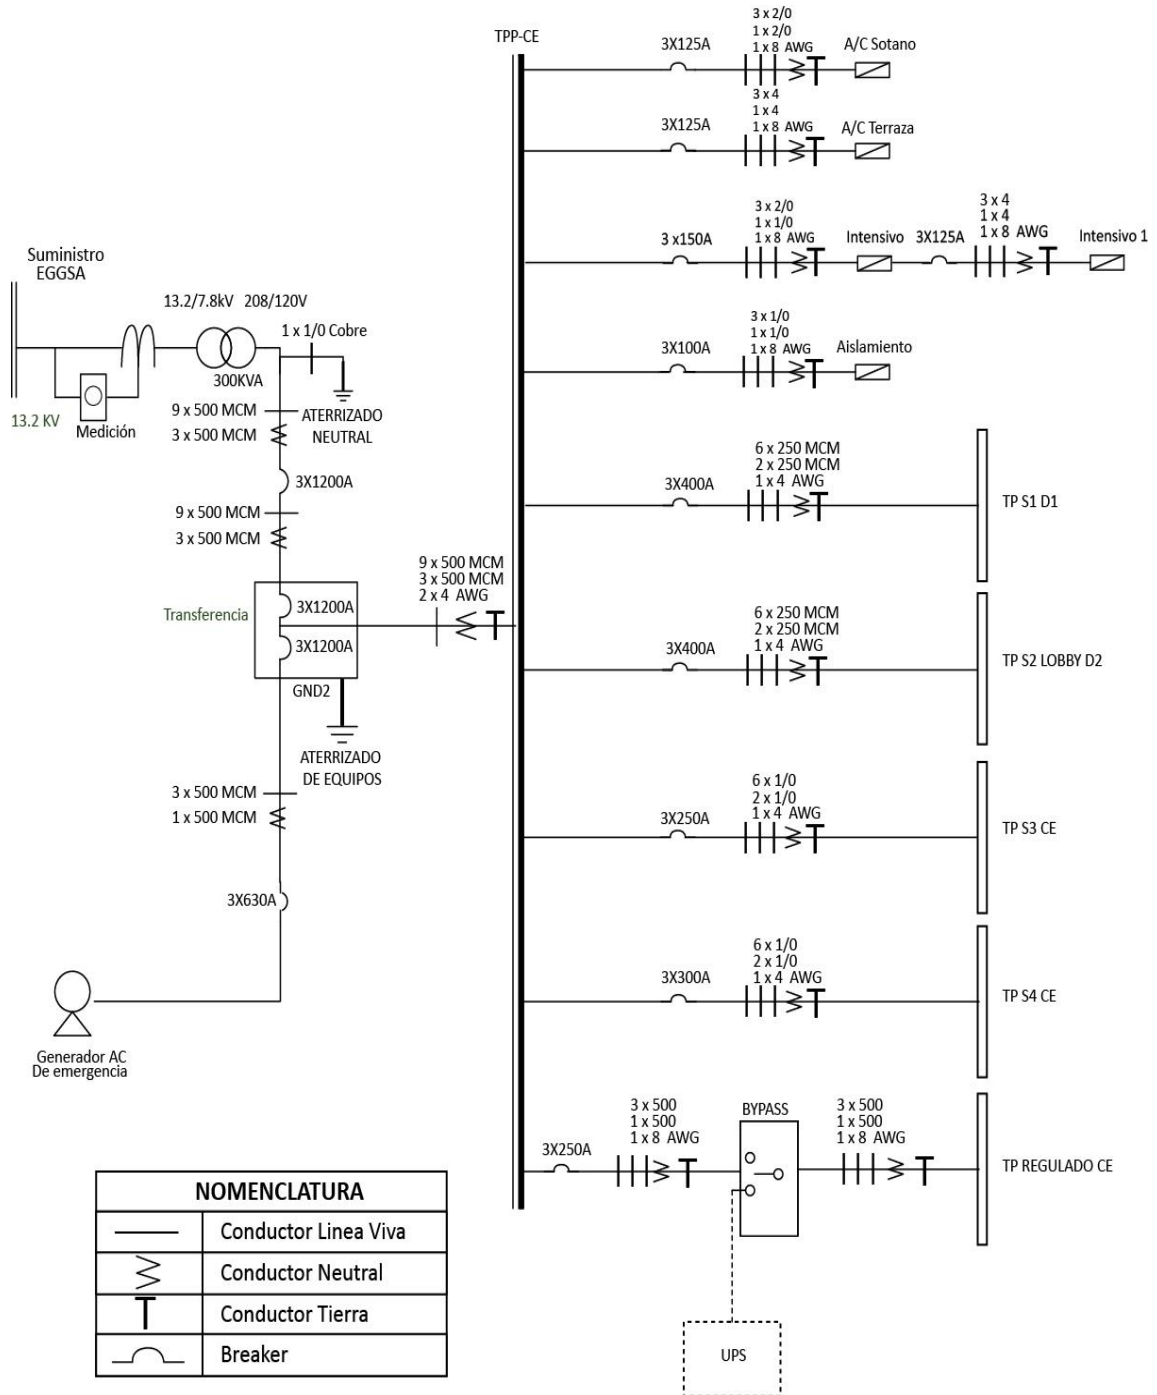 TPP-CE
3X125A
3 x 2/0
1 x 2/0
1 x 8 AWG
A/C Sotano
3X125A
3 x 4
1 x 4
1 x 8 AWG
A/C Terraza
3 x150A
3 x 2/0
1 x 1/0
1 x 8 AWG
Intensivo
3X125A
3 x 4
1 x 4
1 x 8 AWG
Intensivo 1
3X100A
3 x 1/0
1 x 1/0
1 x 8 AWG
Aislamiento
Suministro
EGGSA
13.2/7.8kV 208/120V
1 x 1/0 Cobre
300KVA
13.2 KV
Medición
9 x 500 MCM
3 x 500 MCM
ATERRIZADO
NEUTRAL
3X1200A
9 x 500 MCM
3 x 500 MCM
Transferencia
3X1200A
3X1200A
GND2
ATERRIZADO
DE EQUIPOS
9 x 500 MCM
3 x 500 MCM
2 x 4 AWG
3 x 500 MCM
1 x 500 MCM
3X630A
Generador AC
De emergencia
3X400A
6 x 250 MCM
2 x 250 MCM
1 x 4 AWG
TP S1 D1
3X400A
6 x 250 MCM
2 x 250 MCM
1 x 4 AWG
TP S2 LOBBY D2
3X250A
6 x 1/0
2 x 1/0
1 x 4 AWG
TP S3 CE
3X300A
6 x 1/0
2 x 1/0
1 x 4 AWG
TP S4 CE
3X250A
3 x 500
1 x 500
1 x 8 AWG
BYPASS
3 x 500
1 x 500
1 x 8 AWG
TP REGULADO CE
UPS
NOMENCLATURA
Conductor Linea Viva
Conductor Neutral
Conductor Tierra
Breaker